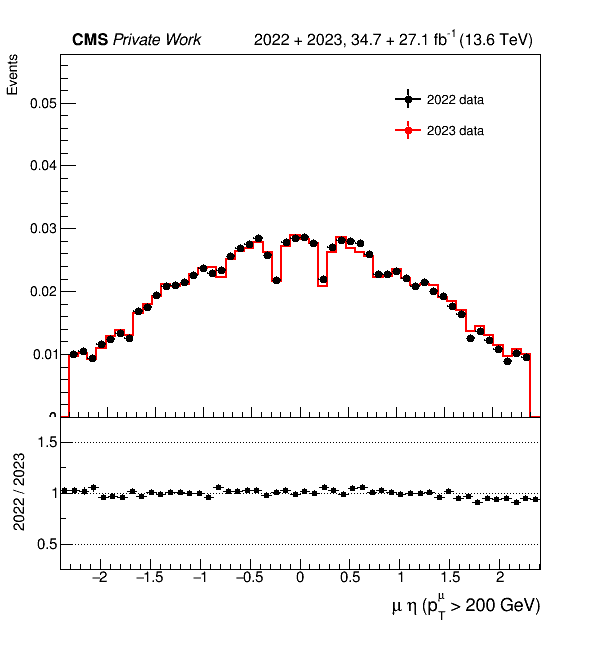 CMS Private Work 2022 + 2023, 34.7 + 27.1 fb⁻¹ (13.6 TeV)
Events
2022 data
2023 data
0.05
0.04
0.03
0.02
0.01
0
2022 / 2023
1.5
1
0.5
−2 −1.5 −1 −0.5 0 0.5 1 1.5 2
μ η (p_T^μ > 200 GeV)